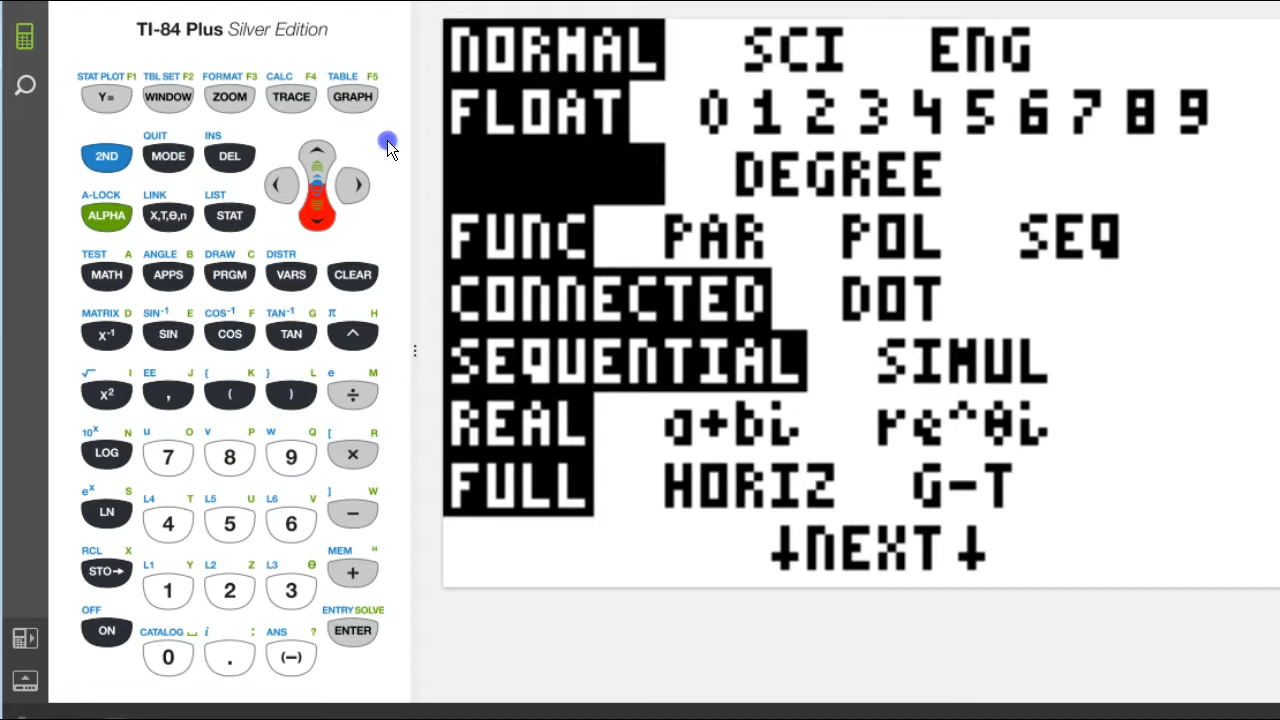 TI-84 Plus Silver Edition
STAT PLOT F1 TBL SET F2 FORMAT F3 CALC F4 TABLE F5
Y= WINDOW ZOOM TRACE GRAPH
QUIT INS
2ND MODE DEL
A-LOCK LINK LIST
ALPHA X,T,Θ,n STAT
TEST A ANGLE B DRAW C DISTR
MATH APPS PRGM VARS CLEAR
MATRIX D SIN⁻¹ E COS⁻¹ F TAN⁻¹ G π H
x⁻¹ SIN COS TAN ^
√‾ I EE J { K } L e M
x² , ( ) ÷
10ˣ N u O v P w Q [ R
LOG 7 8 9 ×
eˣ S L4 T L5 U L6 V ] W
LN 4 5 6 −
RCL X L1 Y L2 Z L3 Θ MEM "
STO→ 1 2 3 +
OFF CATALOG ⎵ i : ANS ? ENTRY SOLVE
ON 0 . (−) ENTER
NORMAL SCI ENG
FLOAT 0 1 2 3 4 5 6 7 8 9
DEGREE
FUNC PAR POL SEQ
CONNECTED DOT
SEQUENTIAL SIMUL
REAL a+bi re^θi
FULL HORIZ G-T
↓NEXT↓